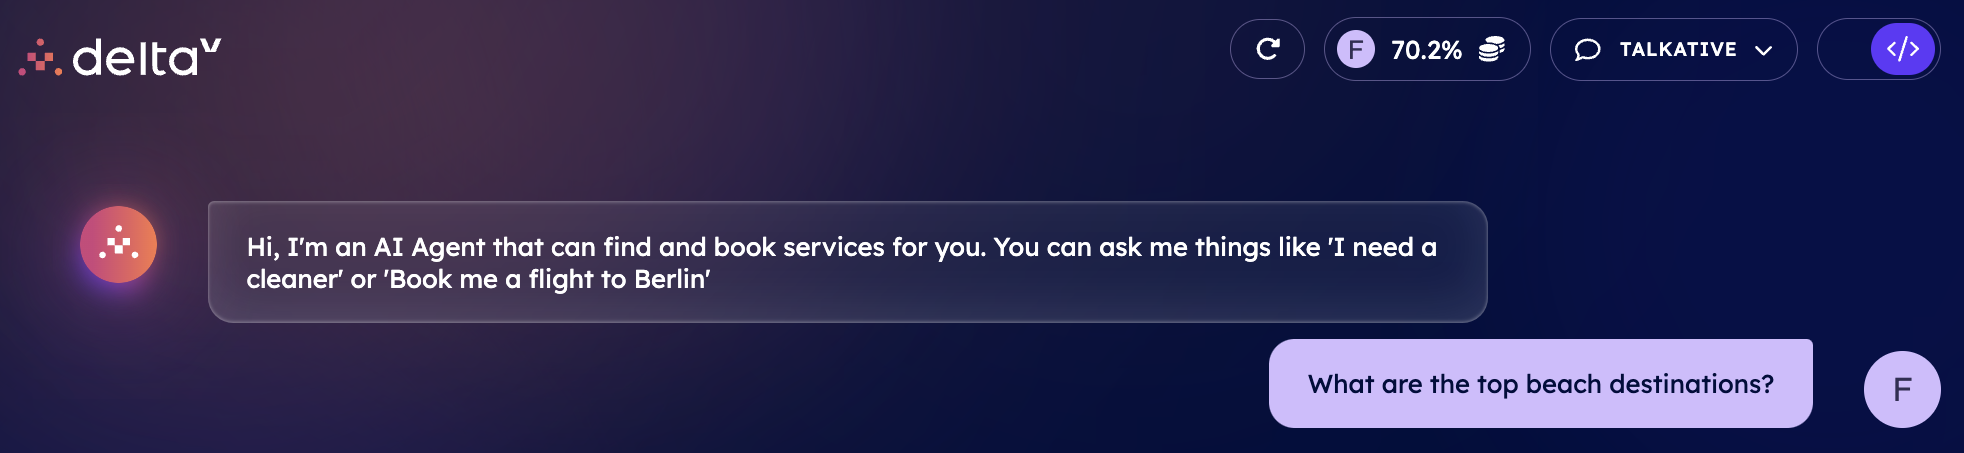 deltaV
F 70.2% TALKATIVE </>
Hi, I'm an AI Agent that can find and book services for you. You can ask me things like 'I need a
cleaner' or 'Book me a flight to Berlin'
What are the top beach destinations?
F